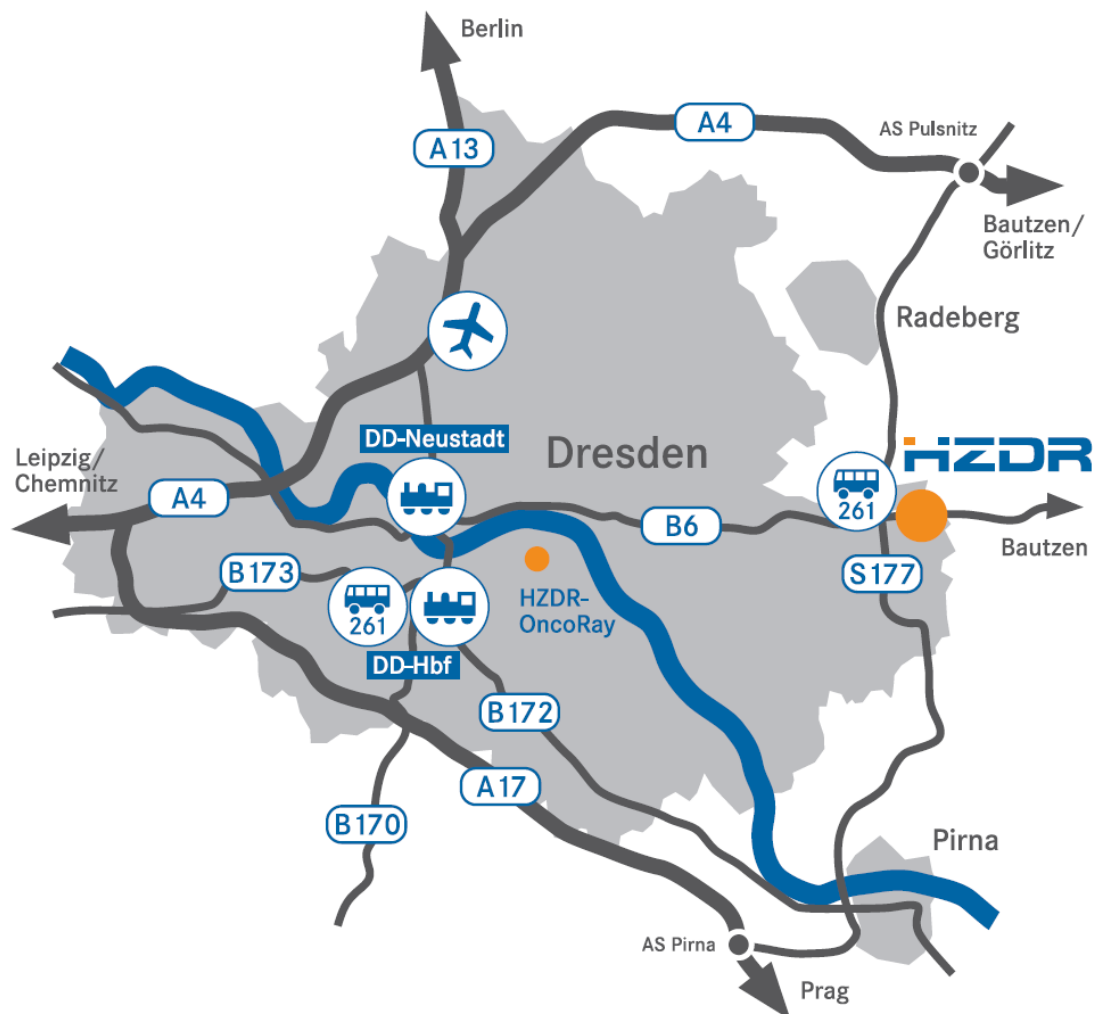 Berlin
A13
A4
AS Pulsnitz
Bautzen/
Görlitz
Radeberg
DD-Neustadt
Dresden
HZDR
Leipzig/
Chemnitz
A4
261
B6
Bautzen
B173
S177
261
HZDR-
OncoRay
DD-Hbf
B172
A17
B170
Pirna
AS Pirna
Prag